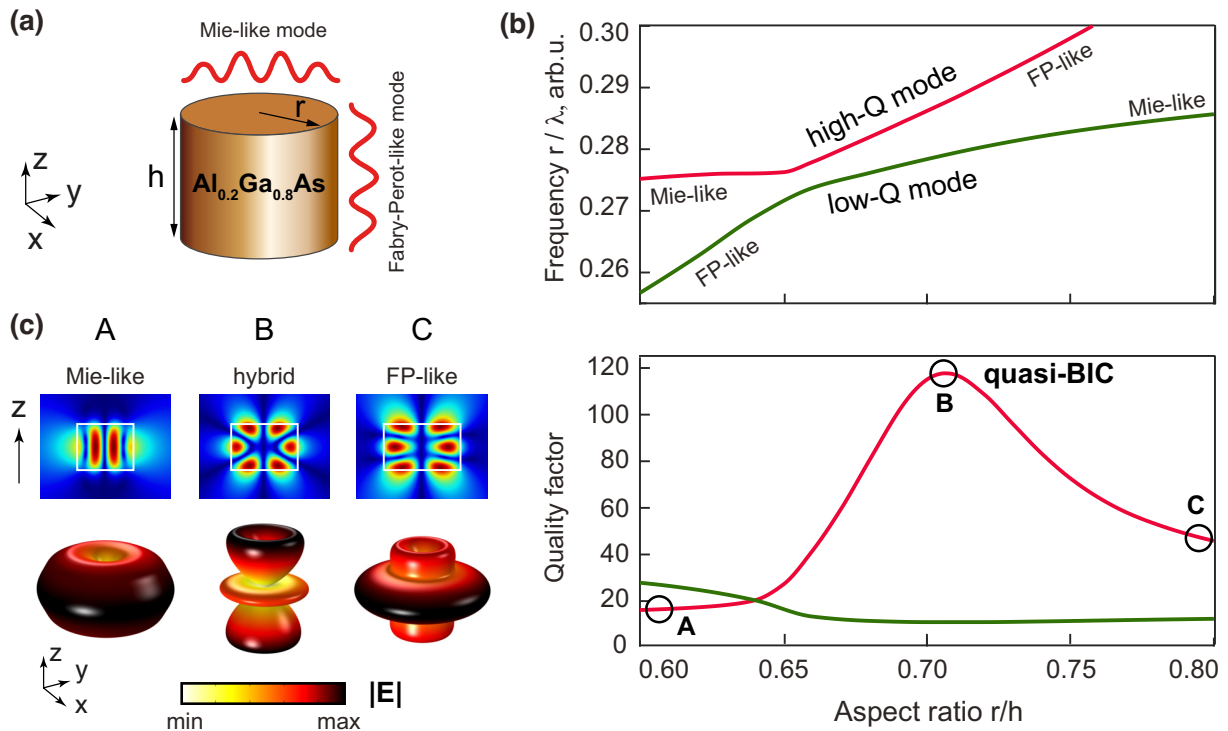 (a)
Mie-like mode
r
h
Al0.2Ga0.8As
Fabry-Perot-like mode
z
y
x
(b)
Frequency r / λ, arb.u.
0.30
0.29
0.28
0.27
0.26
high-Q mode
FP-like
Mie-like
Mie-like
low-Q mode
FP-like
(c)
A B C
Mie-like hybrid FP-like
z
z
y
x
|E|
min max
Quality factor
120
100
80
60
40
20
0
quasi-BIC
B
C
A
0.60 0.65 0.70 0.75 0.80
Aspect ratio r/h